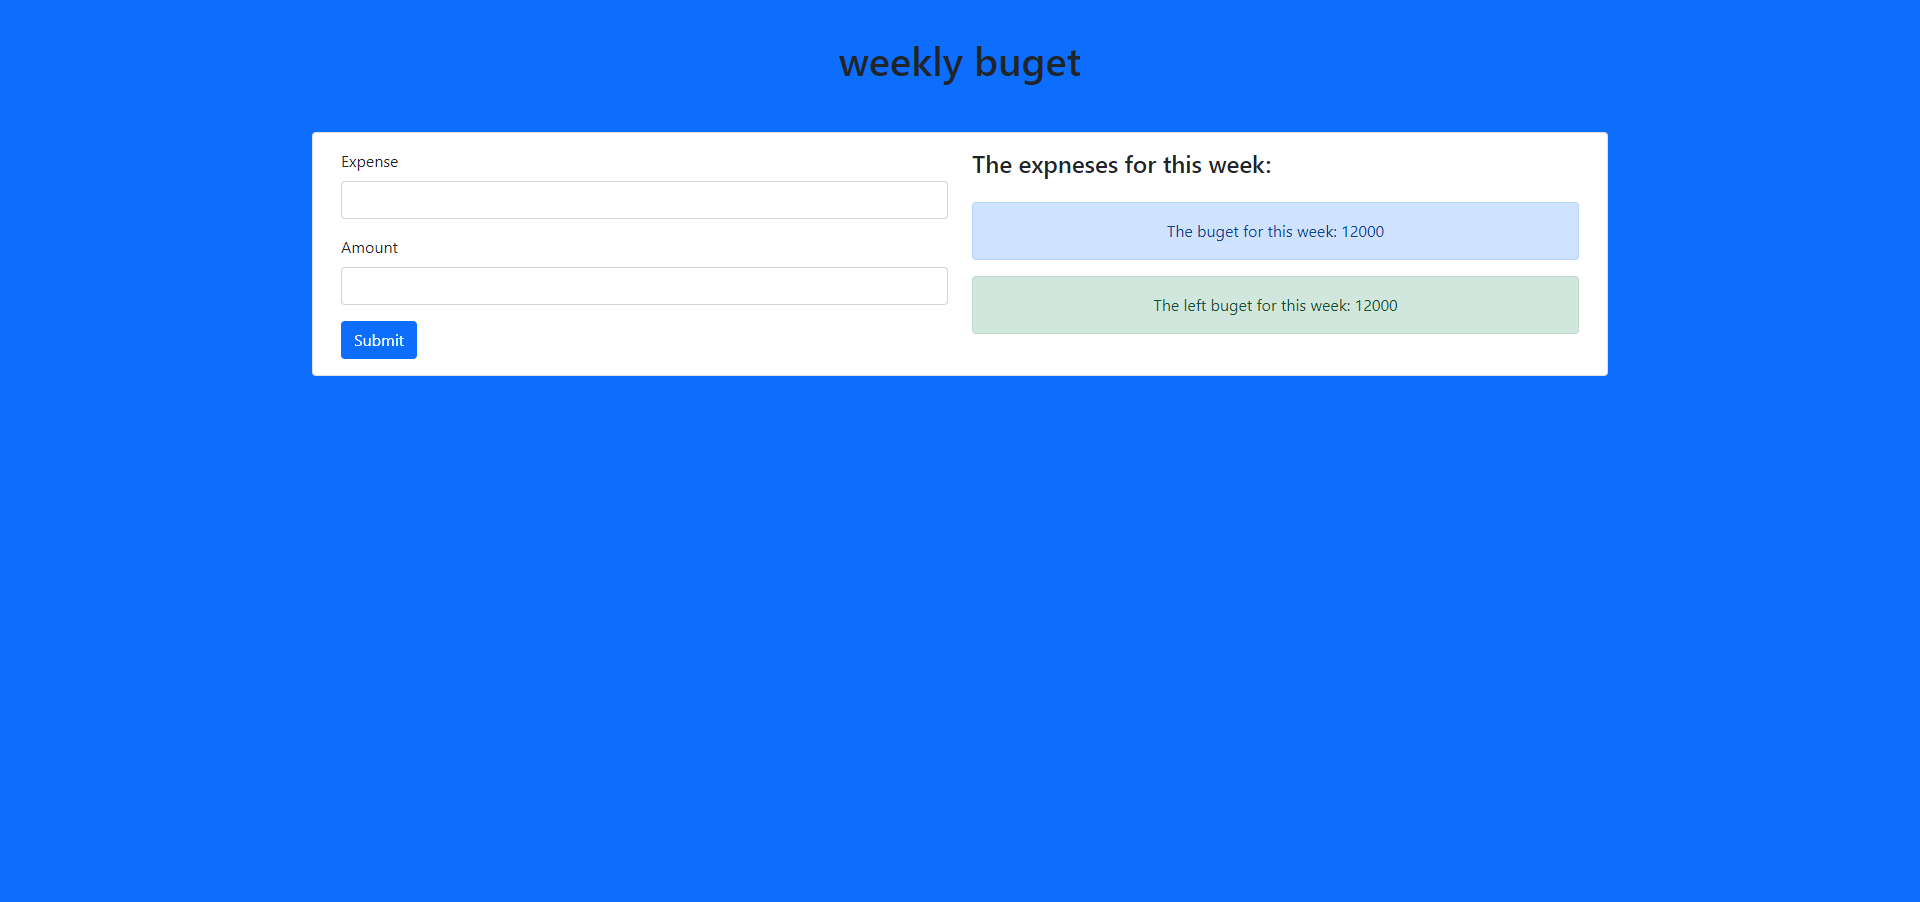 weekly buget
Expense
Amount
Submit
The expneses for this week:
The buget for this week: 12000
The left buget for this week: 12000